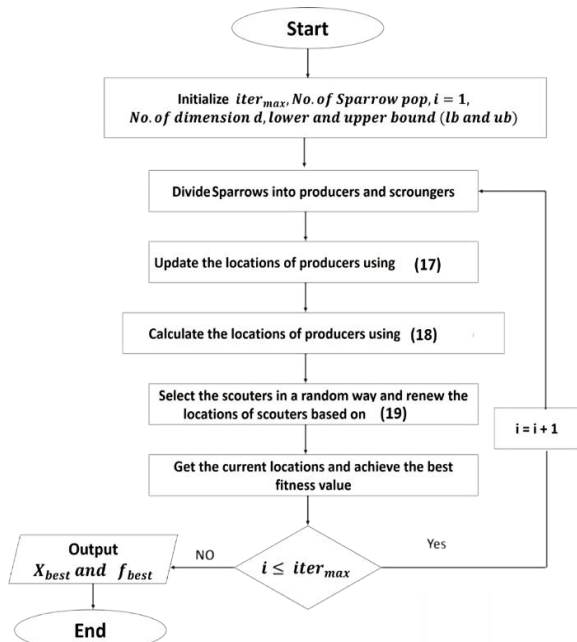 Start
Initialize iter_max, No. of Sparrow pop, i = 1,
No. of dimension d, lower and upper bound (lb and ub)
Divide Sparrows into producers and scroungers
Update the locations of producers using (17)
Calculate the locations of producers using (18)
Select the scouters in a random way and renew the
locations of scouters based on (19)
i = i + 1
Get the current locations and achieve the best
fitness value
Yes
NO
Output
X_best and f_best
i ≤ iter_max
End